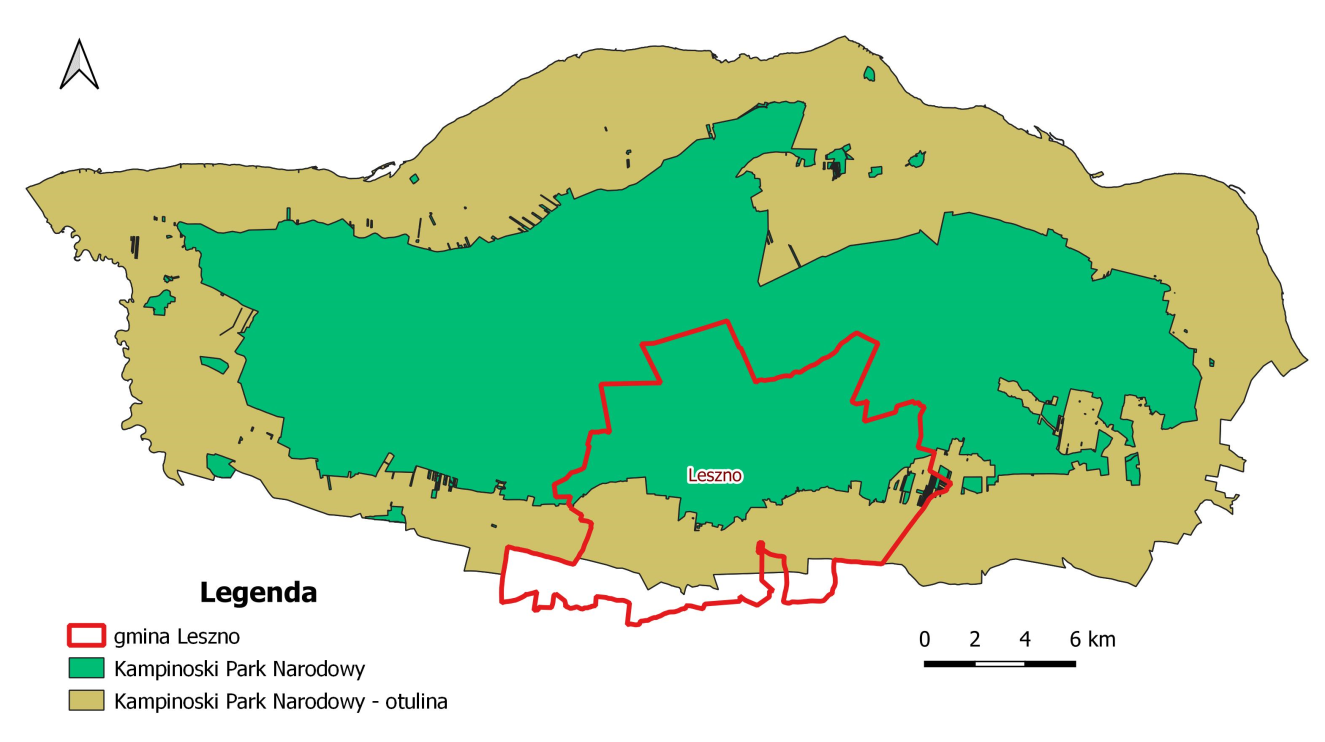 Leszno
Legenda
gmina Leszno
Kampinoski Park Narodowy
Kampinoski Park Narodowy - otulina
0 2 4 6 km